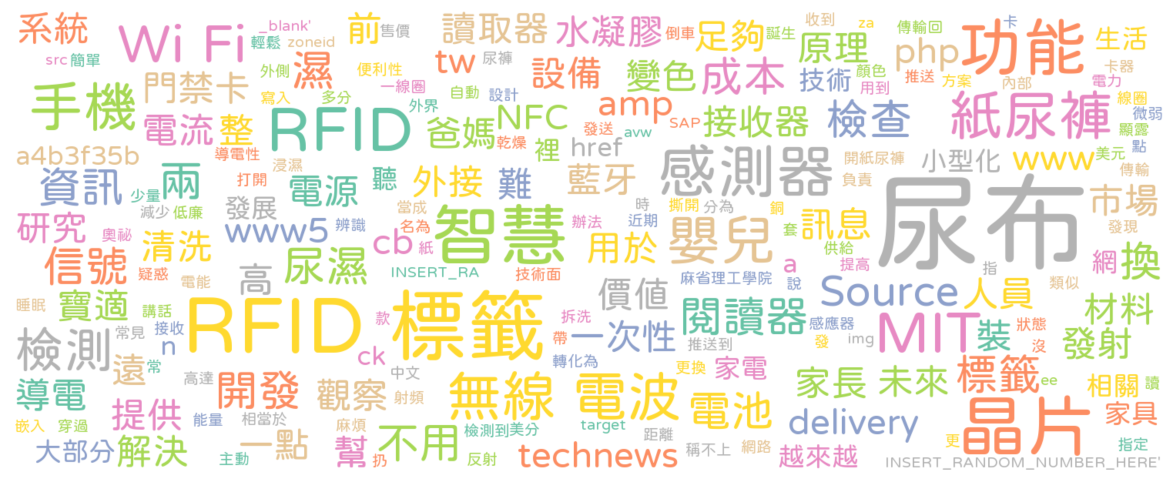 系統 Wi Fi _blank' 輕鬆 售價 zoneid 前 讀取器 水凝膠 倒車 足夠 誕生 收到 原理 za 傳輸回 卡 php 功能 生活
src 簡單 濕 外側 便利性 尿褲 tw 設備 變色 成本 技術 顏色 推送 方案 卡器 內部 電力
手機 門禁卡 寫入 多分 一線圈 外界 自動 設計 amp 用到 線圈 微弱
電流 整 RFID 爸媽 NFC 發送 SAP 接收器 檢查 紙尿褲 顯露
a4b3f35b 導電性 浸濕 乾燥 裡 href avw 感測器 開紙尿褲 小型化 www 點 美元
資訊 少量 兩 打開 電源 聽 外接 難 藍牙 負責 尿布 傳輸
研究 奧祕 減少 低廉 發展 辨識 當成 名為 智慧 辦法 時 近期 撕開 分為 銅 套 訊息 市場 發現
清洗 www5 cb 紙 用於 嬰兒 供給
信號 疑惑 電能 高 尿濕 INSERT_RA 技術面 麻省理工學院 說 a 提高 指 網 換 類似
睡眠 寶適 講話 RFID 標籤 價值 Source 人員 材料
接收 拆洗 閱讀器 感應器
檢測 常見 n 款 帶 一次性 推送到 發 img MIT 裝 狀態 沒 發射
遠 常 ck 中文 轉化為 更換 家電 標籤 ee
導電 高達 開發 觀察 射頻 無線 電波 電池 家長 未來 相關 讀
提供 能量 相當於 麻煩 target 晶片 家具
嵌入 穿過 幫 不用 檢測到 美分 距離 delivery 更 指定
大部分 解決 主動 一點 扔 反射 technews 稱不上 網路 越來越 INSERT_RANDOM_NUMBER_HERE'